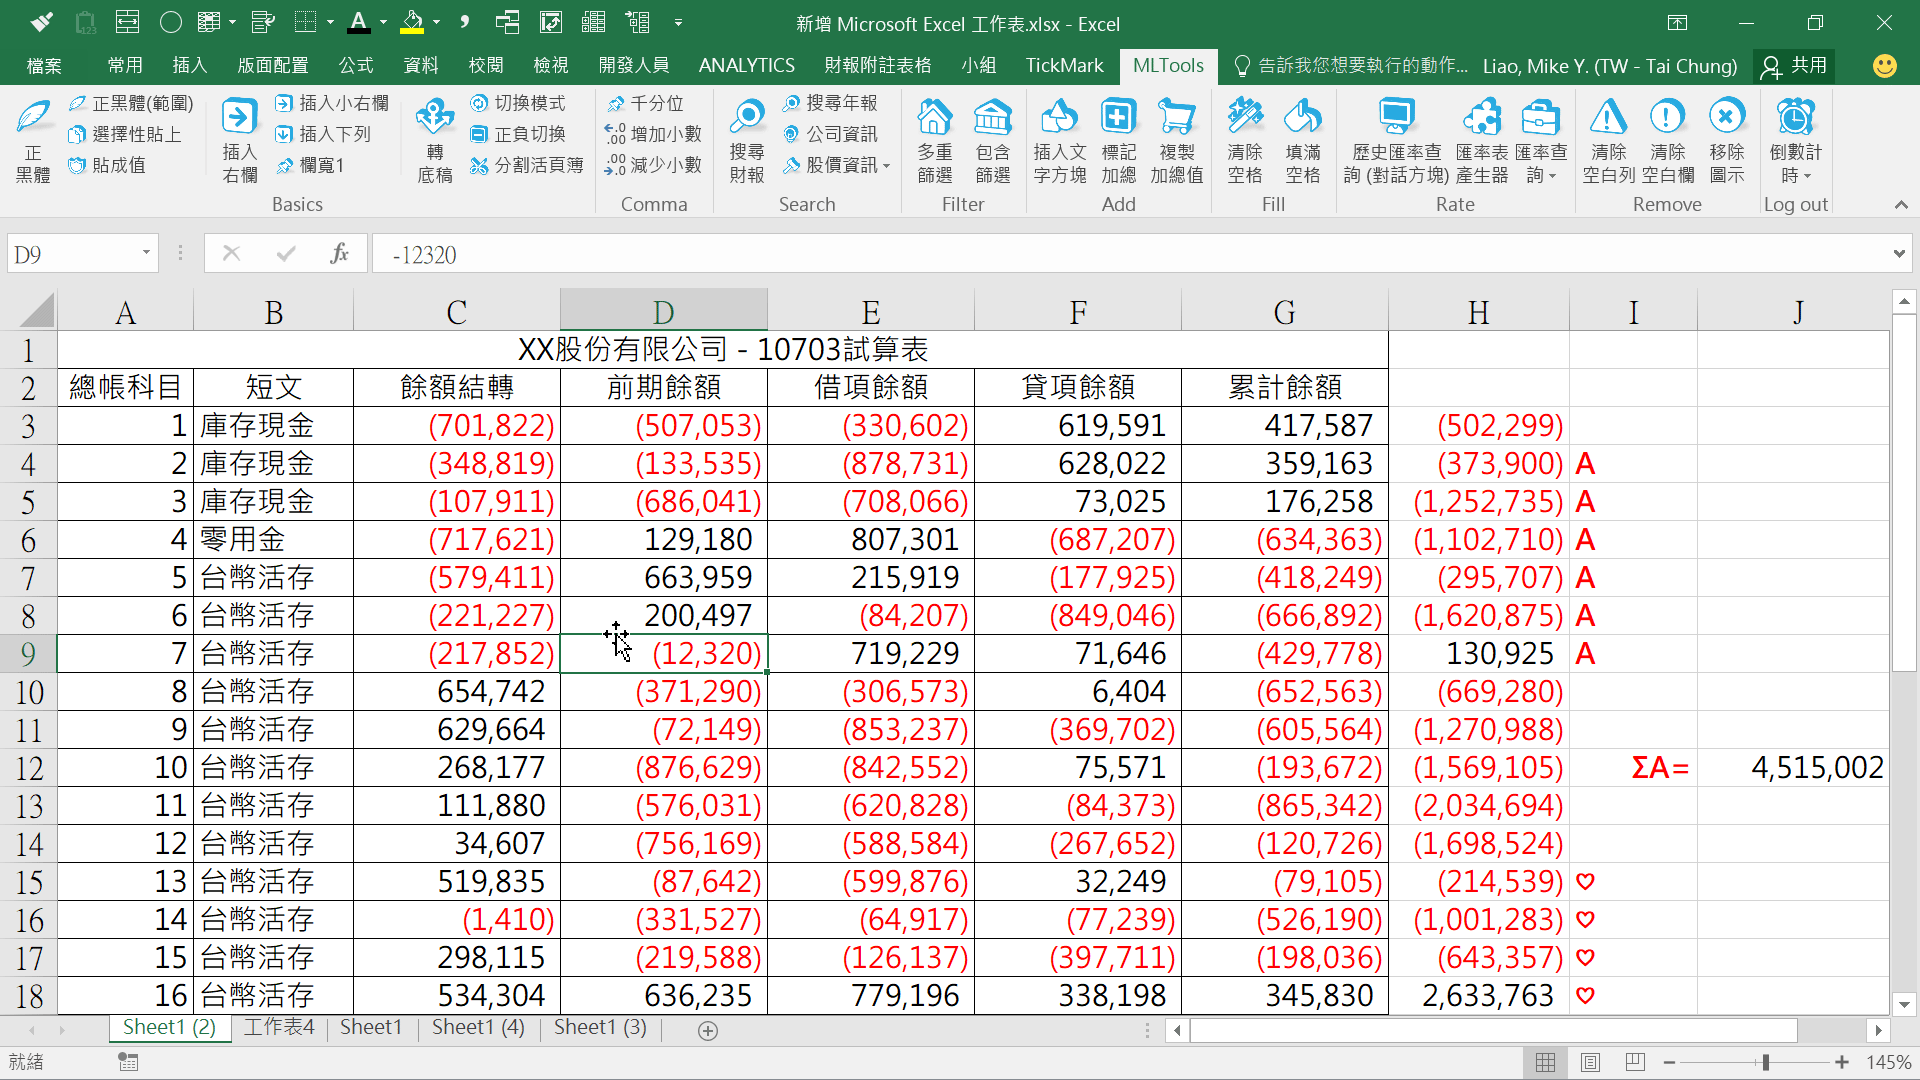 新增 Microsoft Excel 工作表.xlsx - Excel
檔案 常用 插入 版面配置 公式 資料 校閱 檢視 開發人員 ANALYTICS 財報附註表格 小組 TickMark MLTools 告訴我您想要執行的動作... Liao, Mike Y. (TW - Tai Chung) 共用
正黑體(範圍) 插入小右欄 切換模式 千分位 搜尋年報
選擇性貼上 插入下列 正負切換 增加小數 公司資訊
貼成值 欄寬1 分割活頁簿 減少小數 股價資訊
正 插入 轉 搜尋 多重 包含 插入文 標記 複製 清除 填滿 歷史匯率查 匯率表 匯率查 清除 清除 移除 倒數計
黑體 右欄 底稿 財報 篩選 篩選 字方塊 加總 加總值 空格 空格 詢 (對話方塊) 產生器 詢 空白列 空白欄 圖示 時
Basics Comma Search Filter Add Fill Rate Remove Log out
D9 fx -12320
A B C D E F G H I J
1 XX股份有限公司 - 10703試算表
2 總帳科目 短文 餘額結轉 前期餘額 借項餘額 貸項餘額 累計餘額
3 1 庫存現金 (701,822) (507,053) (330,602) 619,591 417,587 (502,299)
4 2 庫存現金 (348,819) (133,535) (878,731) 628,022 359,163 (373,900) A
5 3 庫存現金 (107,911) (686,041) (708,066) 73,025 176,258 (1,252,735) A
6 4 零用金 (717,621) 129,180 807,301 (687,207) (634,363) (1,102,710) A
7 5 台幣活存 (579,411) 663,959 215,919 (177,925) (418,249) (295,707) A
8 6 台幣活存 (221,227) 200,497 (84,207) (849,046) (666,892) (1,620,875) A
9 7 台幣活存 (217,852) (12,320) 719,229 71,646 (429,778) 130,925 A
10 8 台幣活存 654,742 (371,290) (306,573) 6,404 (652,563) (669,280)
11 9 台幣活存 629,664 (72,149) (853,237) (369,702) (605,564) (1,270,988)
12 10 台幣活存 268,177 (876,629) (842,552) 75,571 (193,672) (1,569,105) ΣA= 4,515,002
13 11 台幣活存 111,880 (576,031) (620,828) (84,373) (865,342) (2,034,694)
14 12 台幣活存 34,607 (756,169) (588,584) (267,652) (120,726) (1,698,524)
15 13 台幣活存 519,835 (87,642) (599,876) 32,249 (79,105) (214,539) ♡
16 14 台幣活存 (1,410) (331,527) (64,917) (77,239) (526,190) (1,001,283) ♡
17 15 台幣活存 298,115 (219,588) (126,137) (397,711) (198,036) (643,357) ♡
18 16 台幣活存 534,304 636,235 779,196 338,198 345,830 2,633,763 ♡
Sheet1 (2) 工作表4 Sheet1 Sheet1 (4) Sheet1 (3)
就緒 145%